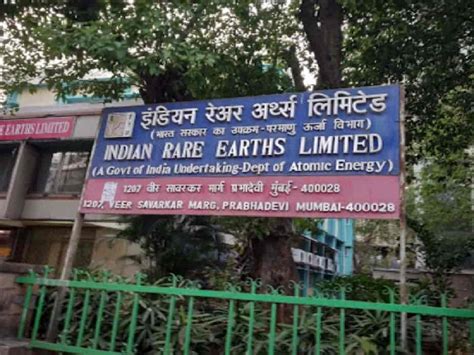 इंडियन रेअर अर्थ्स लिमिटेड
(भारत सरकार का उपक्रम-परमाणु ऊर्जा विभाग)
INDIAN RARE EARTHS LIMITED
(A Govt of India Undertaking-Dept of Atomic Energy)
1207 वीर सावरकर मार्ग प्रभादेवी मुंबई-400028
1207, VEER SAVARKAR MARG, PRABHADEVI MUMBAI-400028
EARTHS LIMITED